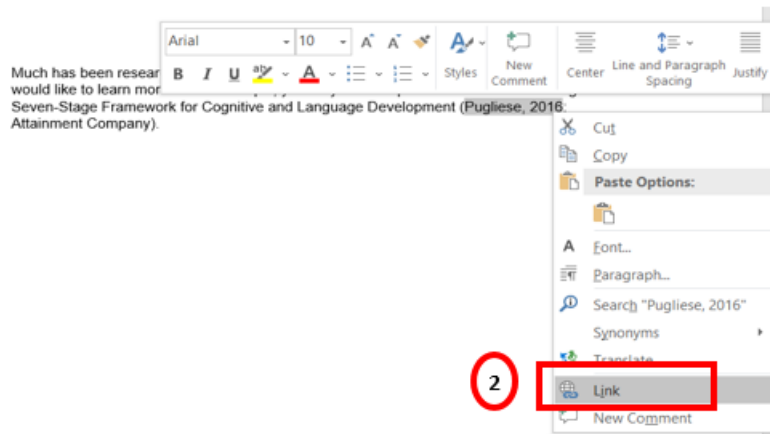 Arial
10
A A
B I U ab A Styles New Comment
Center Line and Paragraph Spacing Justify
Much has been resear
would like to learn mor
Seven-Stage Framework for Cognitive and Language Development (Pugliese, 2016;
Attainment Company).
Cut
Copy
Paste Options:
A Font...
Paragraph...
Search "Pugliese, 2016"
Synonyms
Translate
2
Link
New Comment